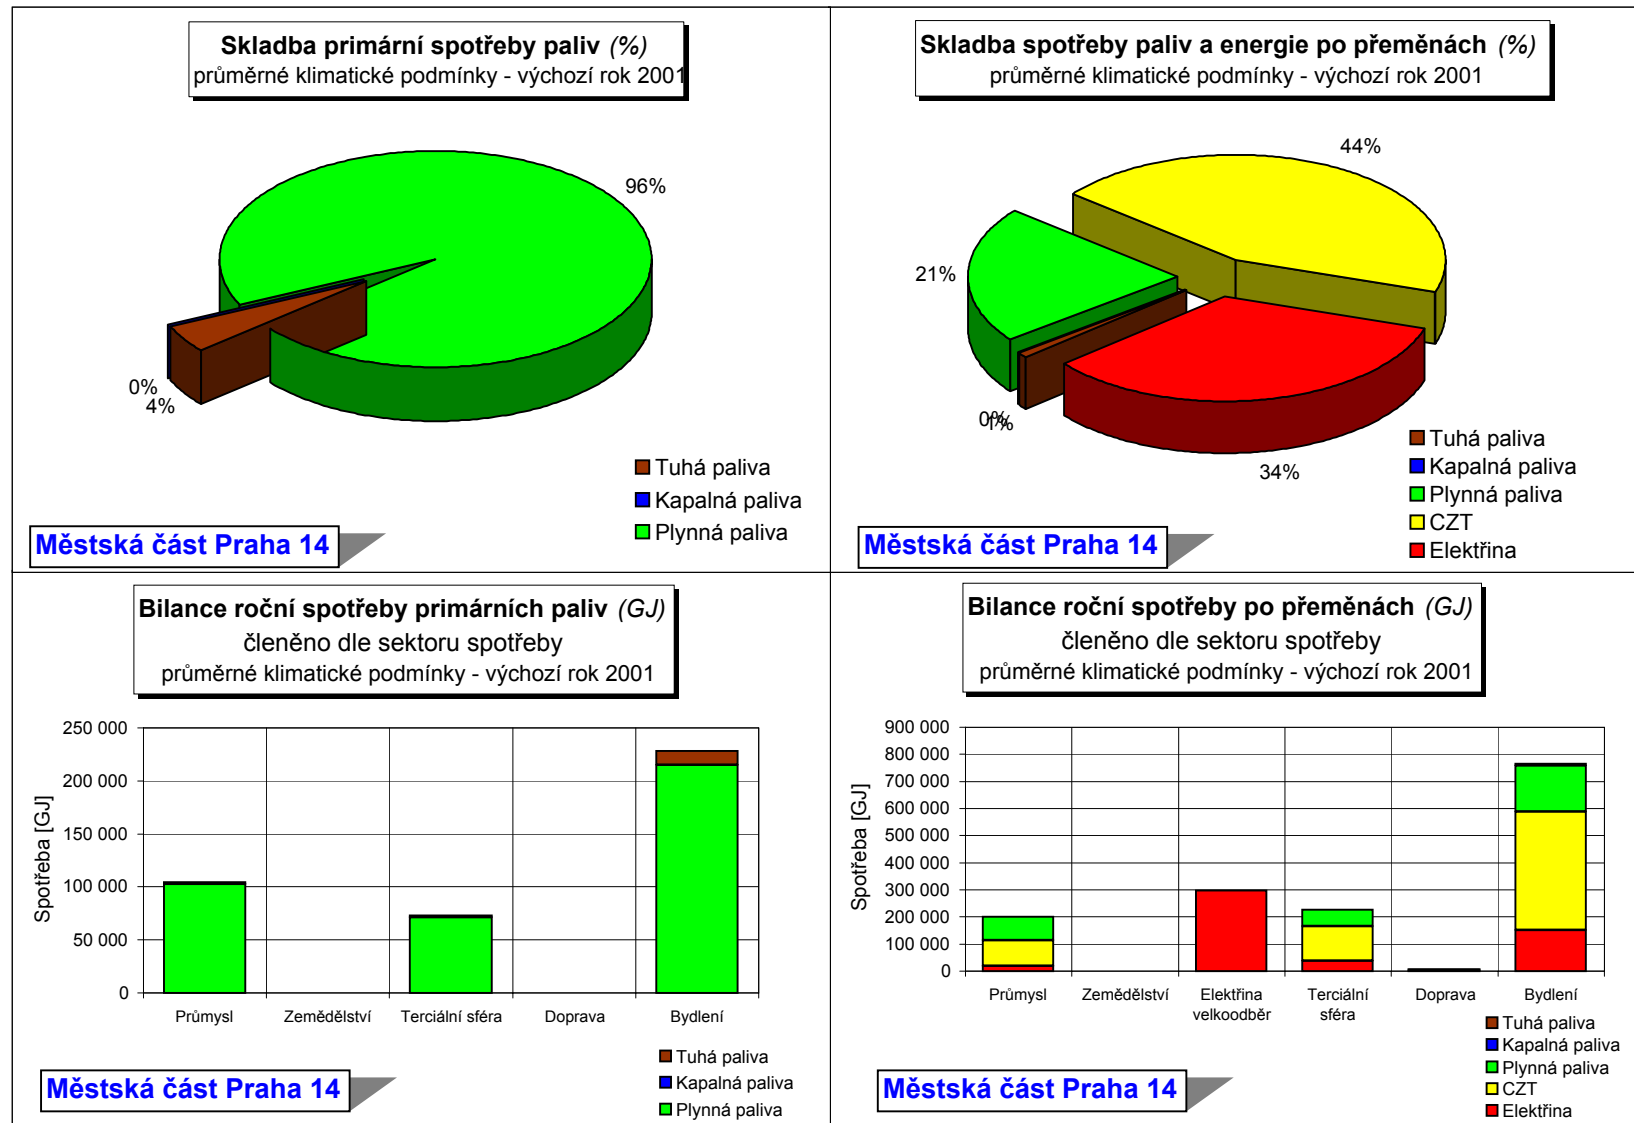 Skladba primární spotřeby paliv (%)
průměrné klimatické podmínky - výchozí rok 2001
96%
0%
4%
Tuhá paliva
Kapalná paliva
Plynná paliva
Městská část Praha 14
Skladba spotřeby paliv a energie po přeměnách (%)
průměrné klimatické podmínky - výchozí rok 2001
44%
21%
0%
1%
34%
Tuhá paliva
Kapalná paliva
Plynná paliva
CZT
Elektřina
Městská část Praha 14
Bilance roční spotřeby primárních paliv (GJ)
členěno dle sektoru spotřeby
průměrné klimatické podmínky - výchozí rok 2001
Spotřeba [GJ]
250 000
200 000
150 000
100 000
50 000
0
Průmysl Zemědělství Terciální sféra Doprava Bydlení
Tuhá paliva
Kapalná paliva
Plynná paliva
Městská část Praha 14
Bilance roční spotřeby po přeměnách (GJ)
členěno dle sektoru spotřeby
průměrné klimatické podmínky - výchozí rok 2001
Spotřeba [GJ]
900 000
800 000
700 000
600 000
500 000
400 000
300 000
200 000
100 000
0
Průmysl Zemědělství Elektřina Terciální Doprava Bydlení
velkoodběr sféra
Tuhá paliva
Kapalná paliva
Plynná paliva
CZT
Elektřina
Městská část Praha 14